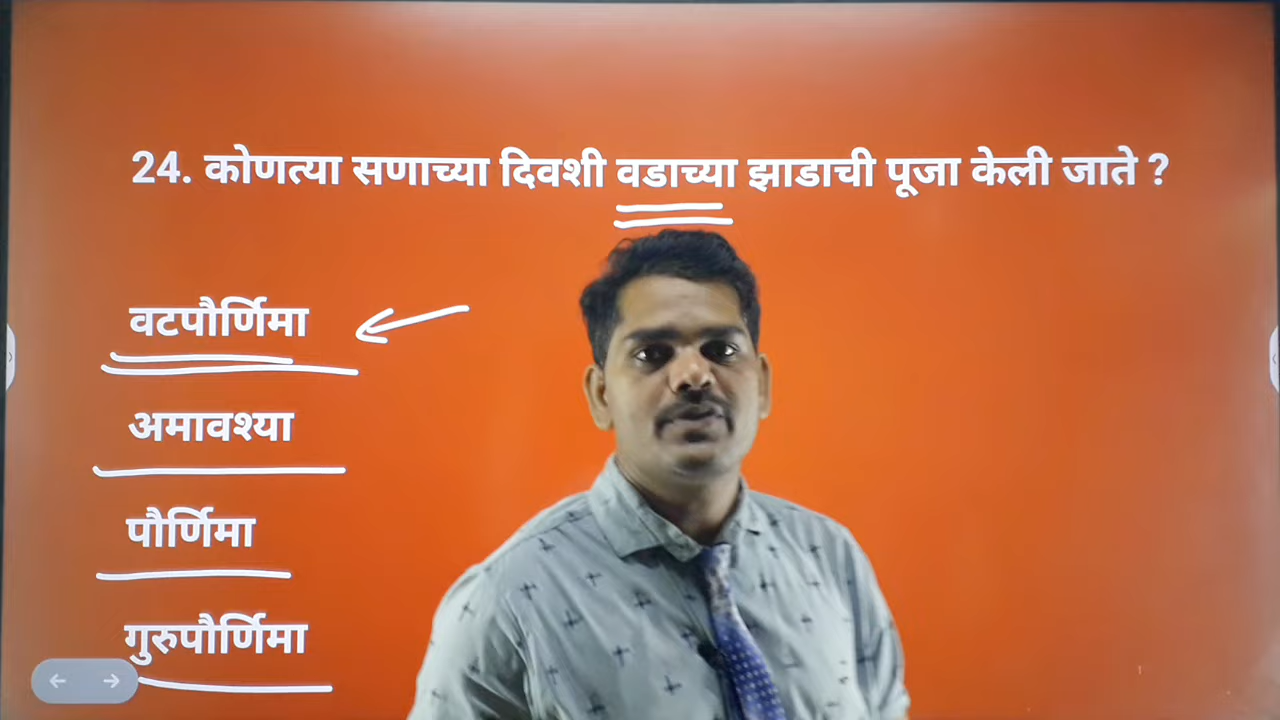 24. कोणत्या सणाच्या दिवशी वडाच्या झाडाची पूजा केली जाते ?
वटपौर्णिमा
अमावश्या
पौर्णिमा
गुरुपौर्णिमा